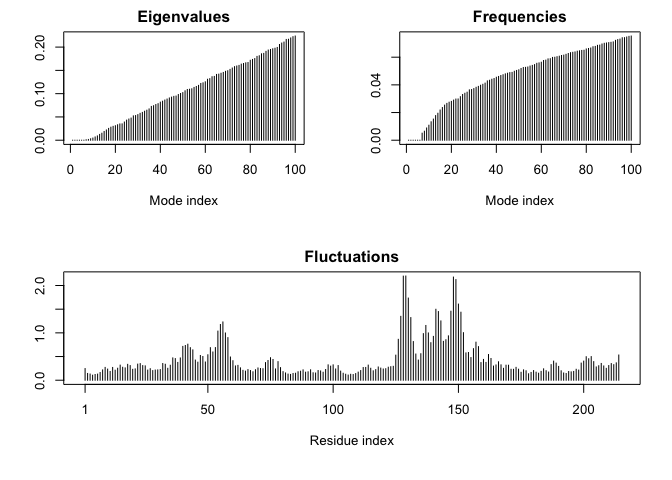 Eigenvalues
0.00 0.10 0.20
0 20 40 60 80 100
Mode index
Frequencies
0.00 0.04
0 20 40 60 80 100
Mode index
Fluctuations
0.0 1.0 2.0
1 50 100 150 200
Residue index